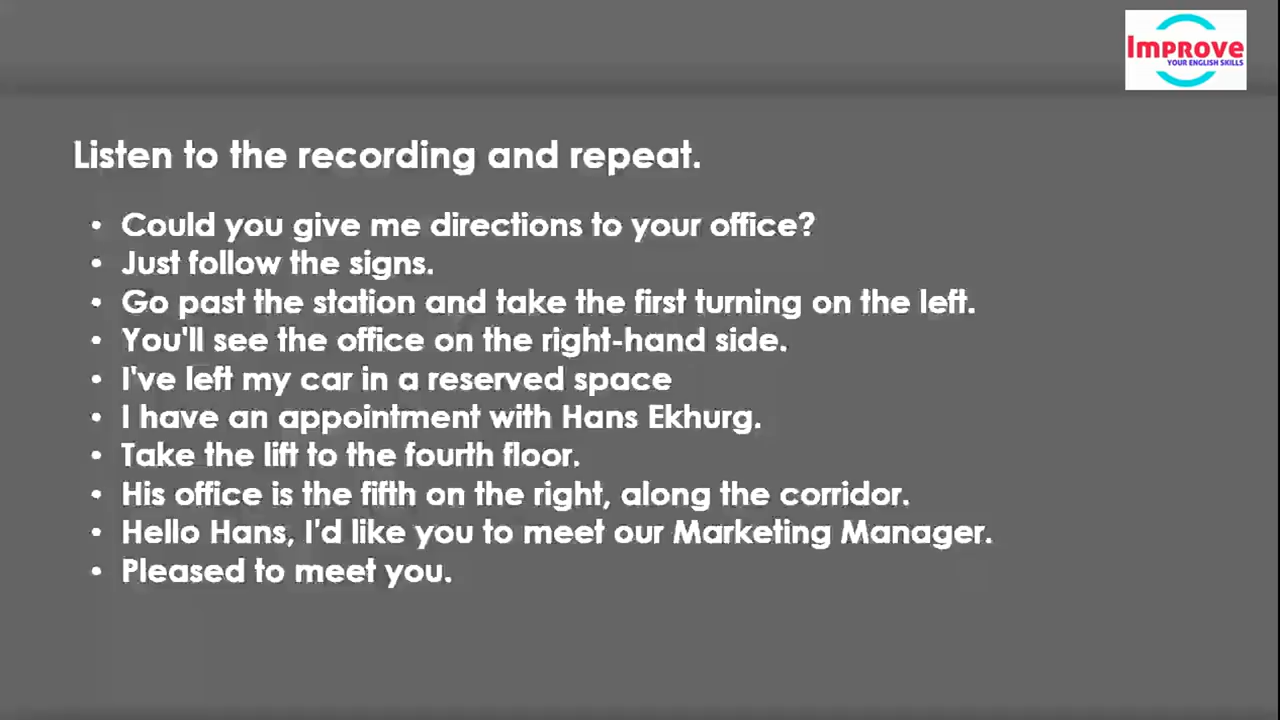 Improve
YOUR ENGLISH SKILLS
Listen to the recording and repeat.
• Could you give me directions to your office?
• Just follow the signs.
• Go past the station and take the first turning on the left.
• You'll see the office on the right-hand side.
• I've left my car in a reserved space
• I have an appointment with Hans Ekhurg.
• Take the lift to the fourth floor.
• His office is the fifth on the right, along the corridor.
• Hello Hans, I'd like you to meet our Marketing Manager.
• Pleased to meet you.